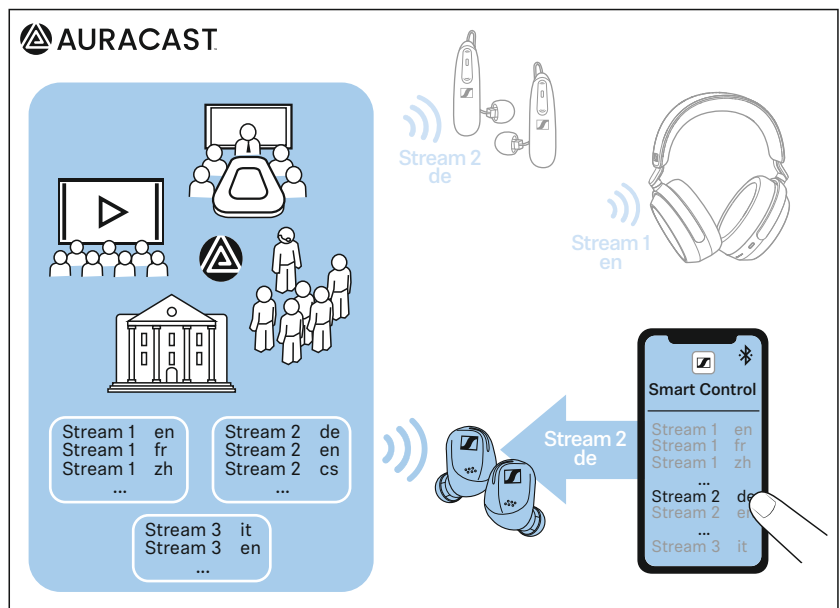 AURACAST™
Stream 2
de
Stream 1
en
Stream 1 en
Stream 1 fr
Stream 1 zh
...
Stream 2 de
Stream 2 en
Stream 2 cs
...
Stream 3 it
Stream 3 en
...
Stream 2
de
Smart Control
Stream 1 en
Stream 1 fr
Stream 1 zh
...
Stream 2 de
Stream 2 en
...
Stream 3 it